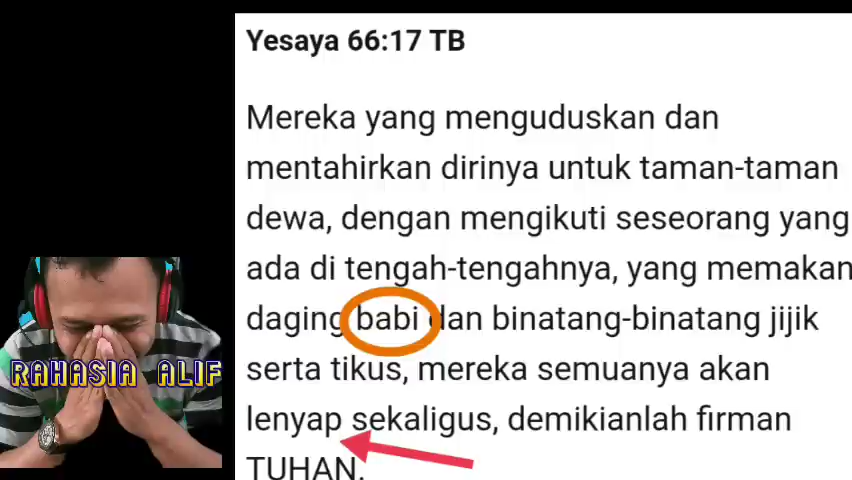 Yesaya 66:17 TB
Mereka yang menguduskan dan
mentahirkan dirinya untuk taman-taman
dewa, dengan mengikuti seseorang yang
ada di tengah-tengahnya, yang memakan
daging babi dan binatang-binatang jijik
serta tikus, mereka semuanya akan
lenyap sekaligus, demikianlah firman
TUHAN.
RAHASIA ALIF